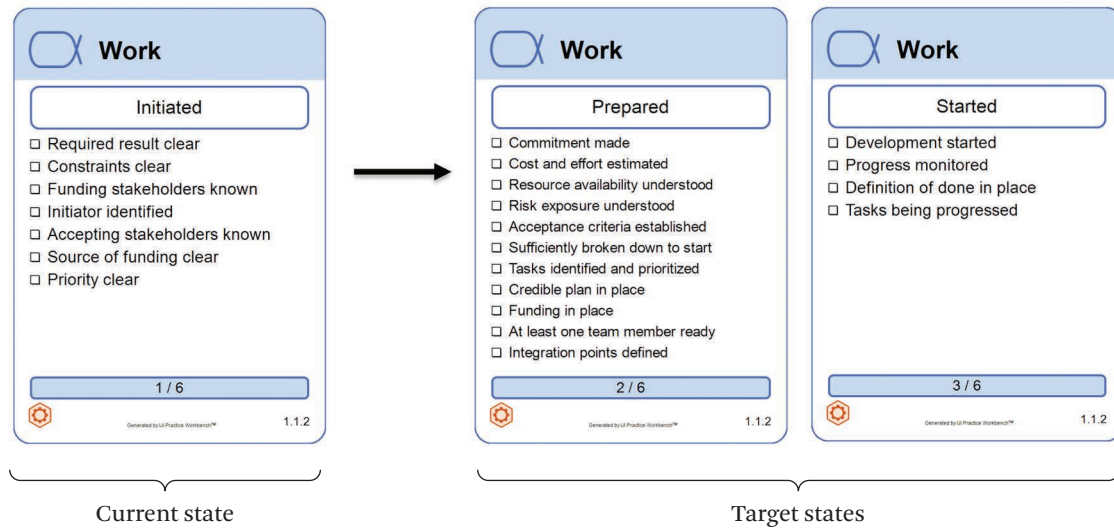 Work
Initiated
❑ Required result clear
❑ Constraints clear
❑ Funding stakeholders known
❑ Initiator identified
❑ Accepting stakeholders known
❑ Source of funding clear
❑ Priority clear
1 / 6
Generated by UI Practice Workbench™
1.1.2
Current state
Work
Prepared
❑ Commitment made
❑ Cost and effort estimated
❑ Resource availability understood
❑ Risk exposure understood
❑ Acceptance criteria established
❑ Sufficiently broken down to start
❑ Tasks identified and prioritized
❑ Credible plan in place
❑ Funding in place
❑ At least one team member ready
❑ Integration points defined
2 / 6
Generated by UI Practice Workbench™
1.1.2
Work
Started
❑ Development started
❑ Progress monitored
❑ Definition of done in place
❑ Tasks being progressed
3 / 6
Generated by UI Practice Workbench™
1.1.2
Target states